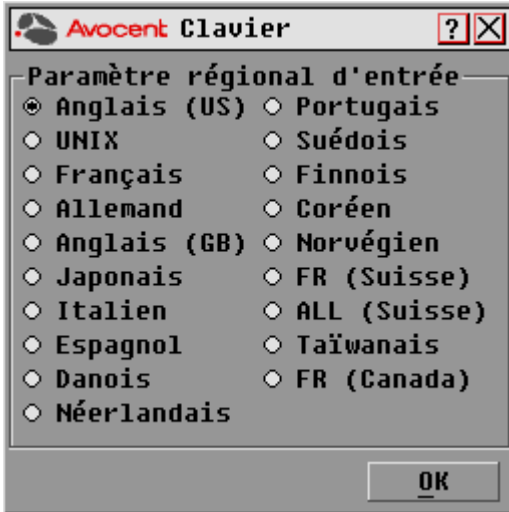 Avocent Clavier ? X
Paramètre régional d'entrée
Anglais (US)
UNIX
Français
Allemand
Anglais (GB)
Japonais
Italien
Espagnol
Danois
Néerlandais
Portugais
Suédois
Finnois
Coréen
Norvégien
FR (Suisse)
ALL (Suisse)
Taïwanais
FR (Canada)
OK